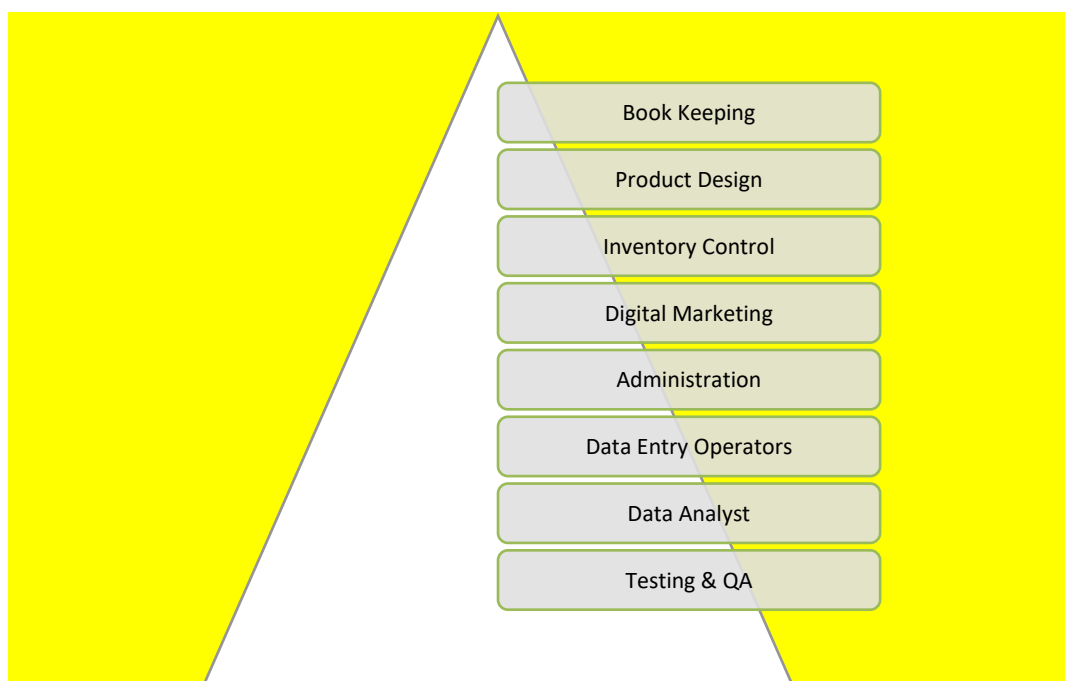 Book Keeping
Product Design
Inventory Control
Digital Marketing
Administration
Data Entry Operators
Data Analyst
Testing & QA